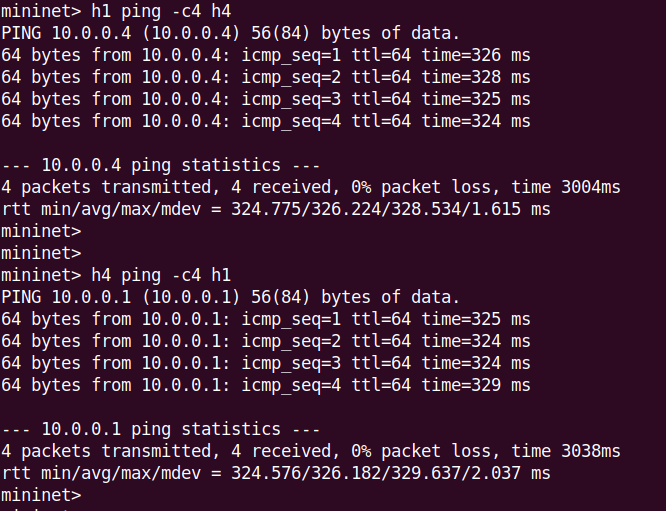 mininet> h1 ping -c4 h4
PING 10.0.0.4 (10.0.0.4) 56(84) bytes of data.
64 bytes from 10.0.0.4: icmp_seq=1 ttl=64 time=326 ms
64 bytes from 10.0.0.4: icmp_seq=2 ttl=64 time=328 ms
64 bytes from 10.0.0.4: icmp_seq=3 ttl=64 time=325 ms
64 bytes from 10.0.0.4: icmp_seq=4 ttl=64 time=324 ms
--- 10.0.0.4 ping statistics ---
4 packets transmitted, 4 received, 0% packet loss, time 3004ms
rtt min/avg/max/mdev = 324.775/326.224/328.534/1.615 ms
mininet>
mininet>
mininet> h4 ping -c4 h1
PING 10.0.0.1 (10.0.0.1) 56(84) bytes of data.
64 bytes from 10.0.0.1: icmp_seq=1 ttl=64 time=325 ms
64 bytes from 10.0.0.1: icmp_seq=2 ttl=64 time=324 ms
64 bytes from 10.0.0.1: icmp_seq=3 ttl=64 time=324 ms
64 bytes from 10.0.0.1: icmp_seq=4 ttl=64 time=329 ms
--- 10.0.0.1 ping statistics ---
4 packets transmitted, 4 received, 0% packet loss, time 3038ms
rtt min/avg/max/mdev = 324.576/326.182/329.637/2.037 ms
mininet>